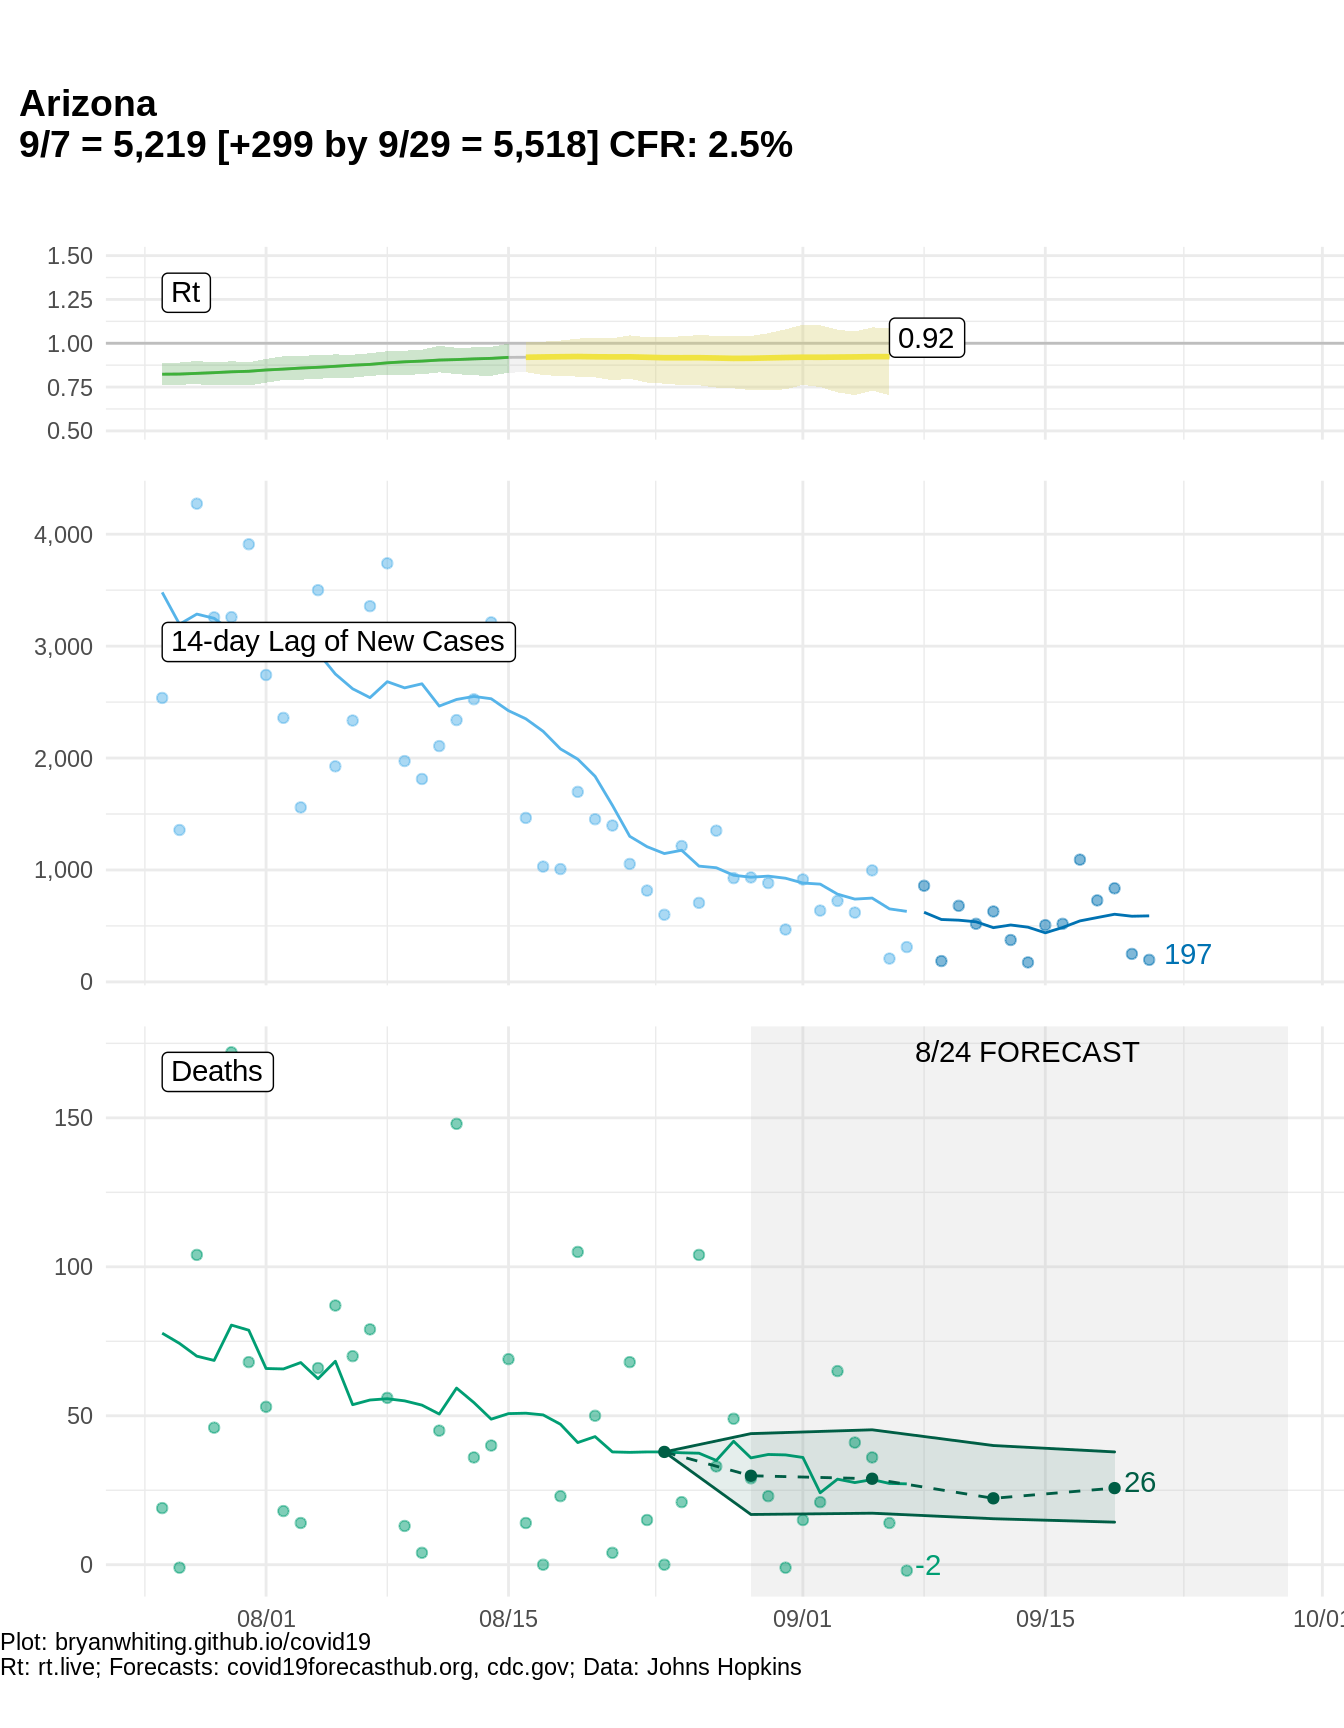 Arizona
9/7 = 5,219 [+299 by 9/29 = 5,518] CFR: 2.5%
1.50
1.25
1.00
0.75
0.50
Rt
0.92
4,000
3,000
2,000
1,000
0
14-day Lag of New Cases
197
Deaths
8/24 FORECAST
150
100
50
0
26
-2
08/01
08/15
09/01
09/15
10/01
Plot: bryanwhiting.github.io/covid19
Rt: rt.live; Forecasts: covid19forecasthub.org, cdc.gov; Data: Johns Hopkins